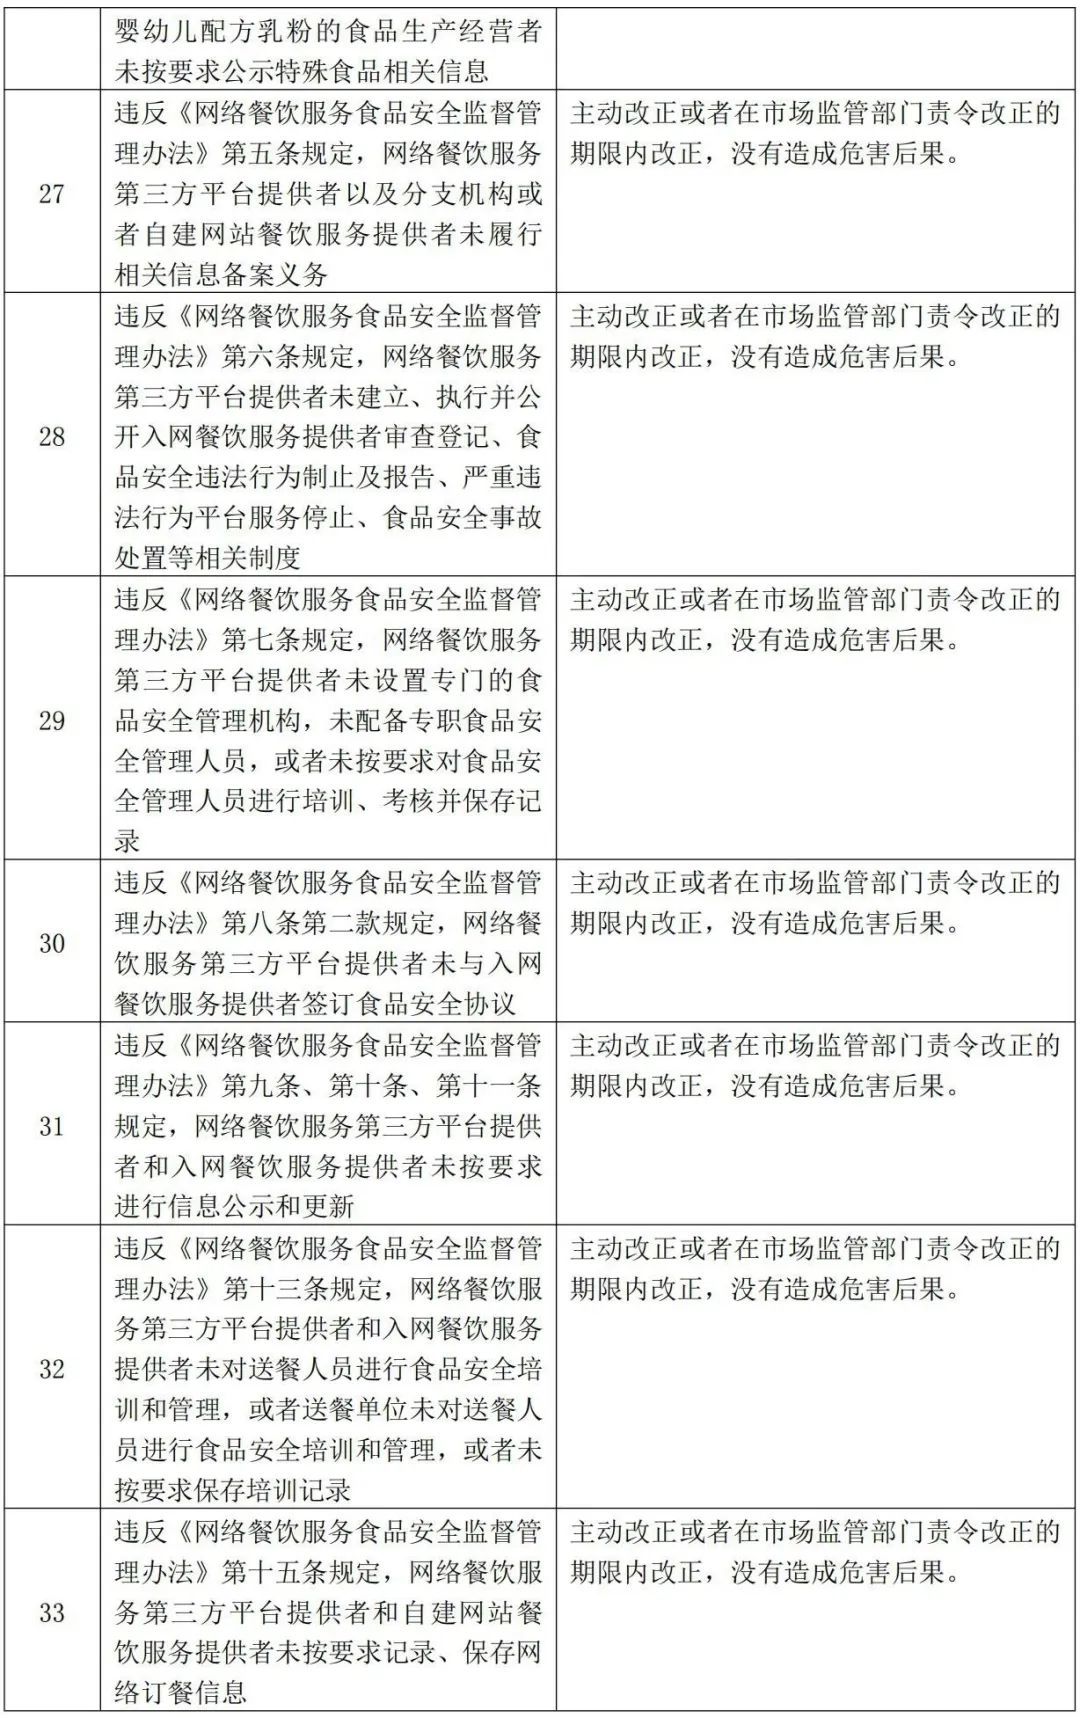 婴幼儿配方乳粉的食品生产经营者
未按要求公示特殊食品相关信息
27
违反《网络餐饮服务食品安全监督管
理办法》第五条规定，网络餐饮服务
第三方平台提供者以及分支机构或
者自建网站餐饮服务提供者未履行
相关信息备案义务
主动改正或者在市场监管部门责令改正的
期限内改正，没有造成危害后果。
28
违反《网络餐饮服务食品安全监督管
理办法》第六条规定，网络餐饮服务
第三方平台提供者未建立、执行并公
开入网餐饮服务提供者审查登记、食
品安全违法行为制止及报告、严重违
法行为平台服务停止、食品安全事故
处置等相关制度
主动改正或者在市场监管部门责令改正的
期限内改正，没有造成危害后果。
29
违反《网络餐饮服务食品安全监督管
理办法》第七条规定，网络餐饮服务
第三方平台提供者未设置专门的食
品安全管理机构，未配备专职食品安
全管理人员，或者未按要求对食品安
全管理人员进行培训、考核并保存记
录
主动改正或者在市场监管部门责令改正的
期限内改正，没有造成危害后果。
30
违反《网络餐饮服务食品安全监督管
理办法》第八条第二款规定，网络餐
饮服务第三方平台提供者未与入网
餐饮服务提供者签订食品安全协议
主动改正或者在市场监管部门责令改正的
期限内改正，没有造成危害后果。
31
违反《网络餐饮服务食品安全监督管
理办法》第九条、第十条、第十一条
规定，网络餐饮服务第三方平台提供
者和入网餐饮服务提供者未按要求
进行信息公示和更新
主动改正或者在市场监管部门责令改正的
期限内改正，没有造成危害后果。
32
违反《网络餐饮服务食品安全监督管
理办法》第十三条规定，网络餐饮服
务第三方平台提供者和入网餐饮服务
提供者未对送餐人员进行食品安全培
训和管理，或者送餐单位未对送餐人
员进行食品安全培训和管理，或者未
按要求保存培训记录
主动改正或者在市场监管部门责令改正的
期限内改正，没有造成危害后果。
33
违反《网络餐饮服务食品安全监督管
理办法》第十五条规定，网络餐饮服
务第三方平台提供者和自建网站餐
饮服务提供者未按要求记录、保存网
络订餐信息
主动改正或者在市场监管部门责令改正的
期限内改正，没有造成危害后果。